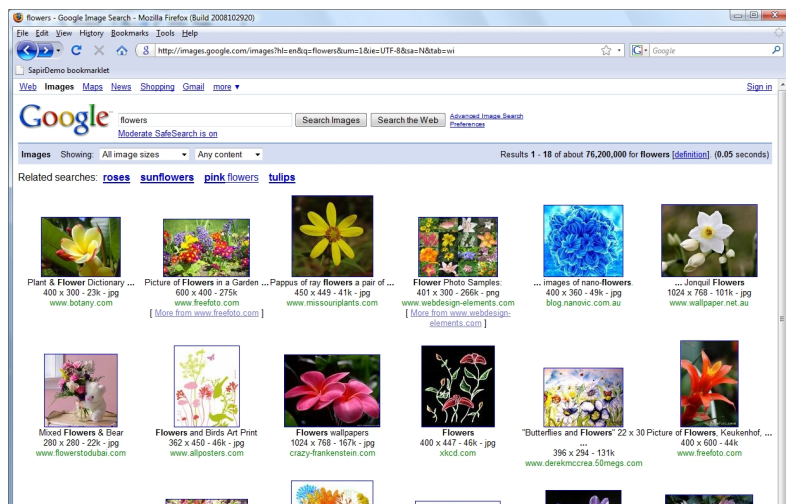 flowers - Google Image Search - Mozilla Firefox (Build 2008102920)
File Edit View History Bookmarks Tools Help
http://images.google.com/images?hl=en&q=flowers&um=1&ie=UTF-8&sa=N&tab=wi
Google
SapirDemo bookmarklet
Web Images Maps News Shopping Gmail more ▼
Sign in
Google
flowers
Search Images
Search the Web
Advanced Image Search
Preferences
Moderate SafeSearch is on
Images Showing: All image sizes Any content
Results 1 - 18 of about 76,200,000 for flowers [definition]. (0.05 seconds)
Related searches: roses sunflowers pink flowers tulips
Plant & Flower Dictionary ...
400 x 300 - 23k - jpg
www.botany.com
Picture of Flowers in a Garden ...
600 x 400 - 275k
www.freefoto.com
[ More from www.freefoto.com ]
Pappus of ray flowers a pair of ...
450 x 449 - 41k - jpg
www.missouriplants.com
Flower Photo Samples:
401 x 300 - 266k - png
www.webdesign-elements.com
[ More from www.webdesign-
elements.com ]
... images of nano-flowers.
400 x 360 - 49k - jpg
blog.nanovic.com.au
... Jonquil Flowers
1024 x 768 - 101k - jpg
www.wallpaper.net.au
Mixed Flowers & Bear
280 x 280 - 22k - jpg
www.flowerstodubai.com
Flowers and Birds Art Print
362 x 450 - 46k - jpg
www.allposters.com
Flowers wallpapers
1024 x 768 - 167k - jpg
crazy-frankenstein.com
Flowers
400 x 447 - 46k - jpg
xkcd.com
"Butterflies and Flowers" 22 x 30
...
396 x 294 - 131k
www.derekmccrea.50megs.com
Picture of Flowers, Keukenhof, ...
400 x 600 - 44k
www.freefoto.com